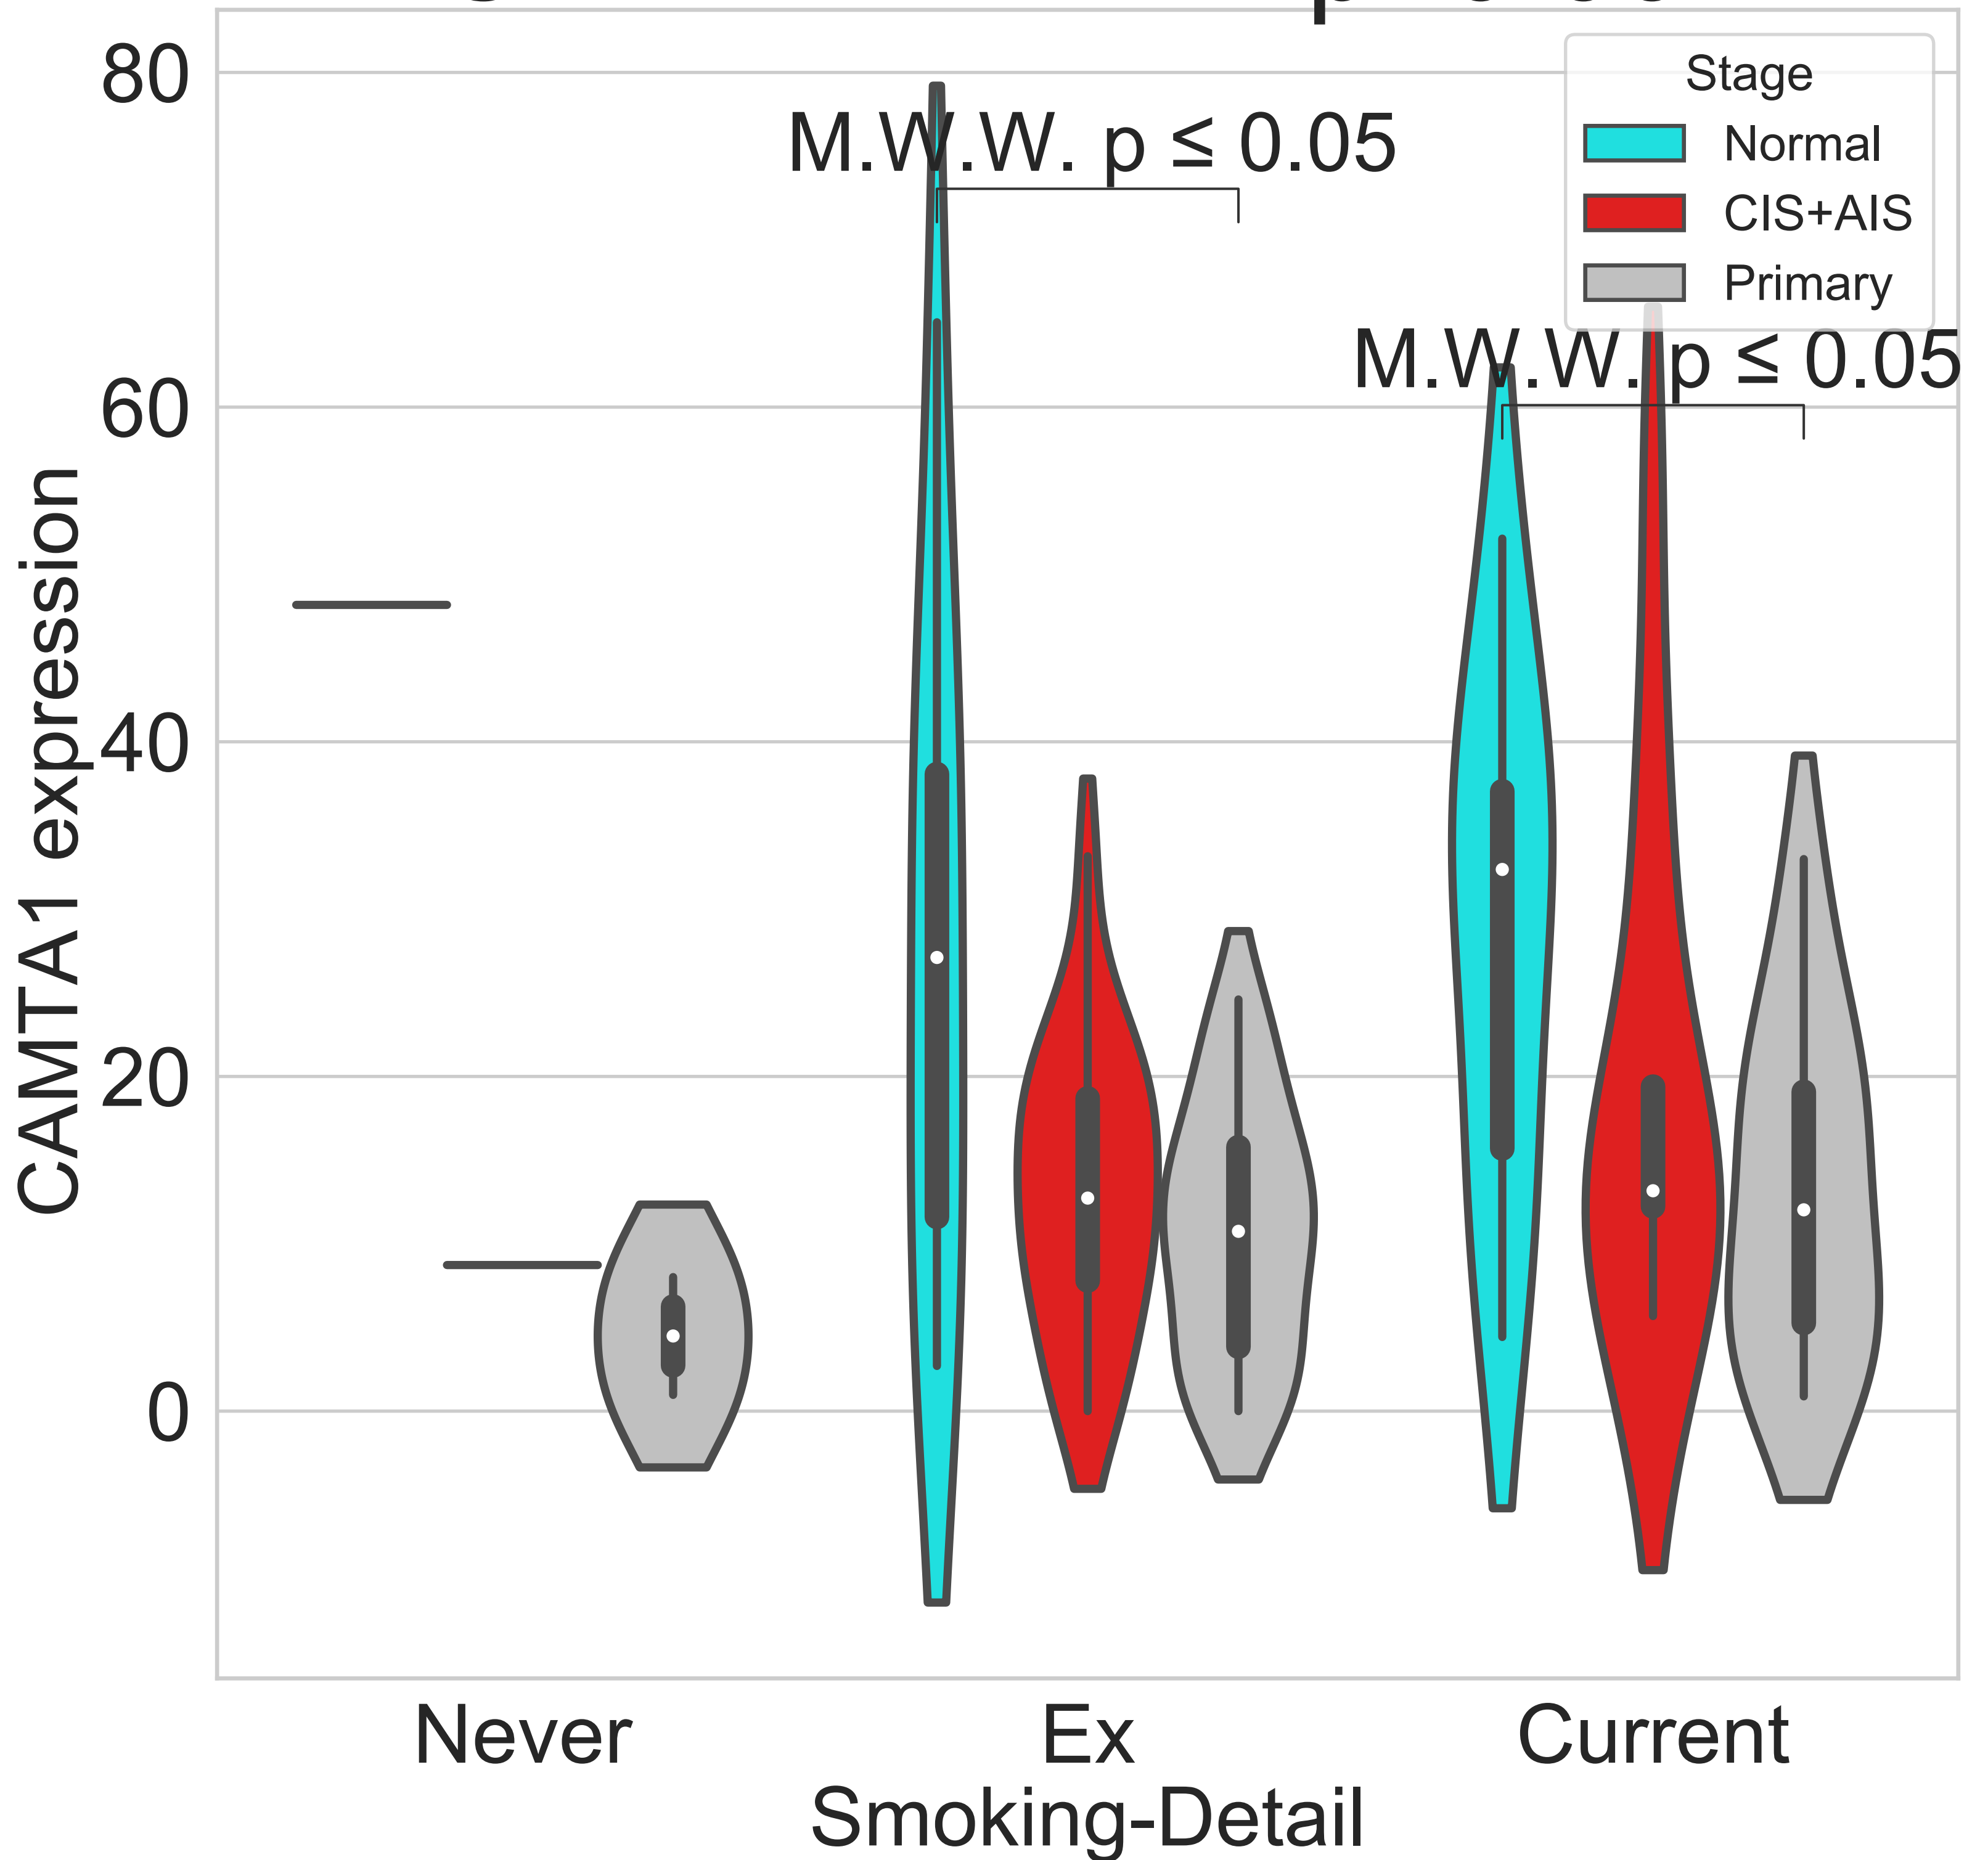 80
Stage
M.W.W. p ≤ 0.05
Normal
CIS+AIS
Primary
M.W.W. p ≤ 0.05
60
40
20
0
CAMTA1 expression
Never
Ex
Current
Smoking-Detail